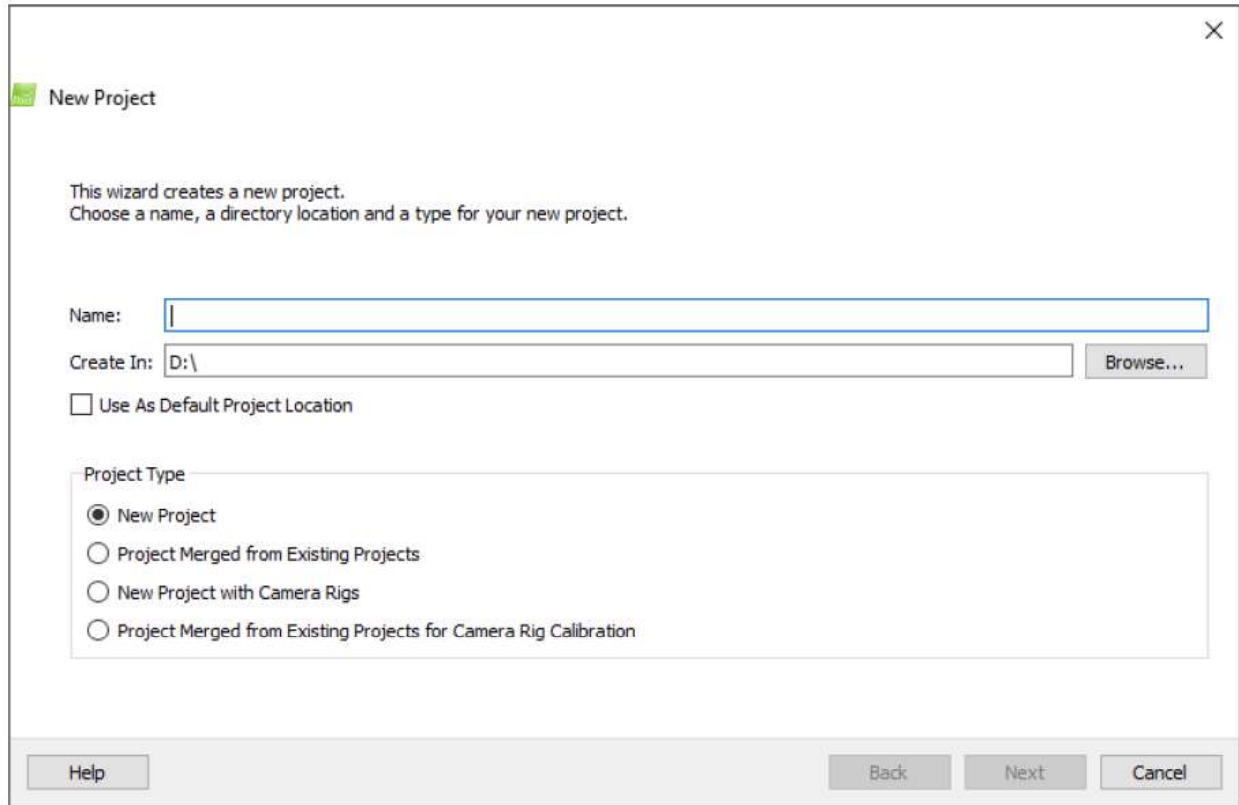 New Project
This wizard creates a new project.
Choose a name, a directory location and a type for your new project.
Name:
Create In: D:\ Browse...
Use As Default Project Location
Project Type
New Project
Project Merged from Existing Projects
New Project with Camera Rigs
Project Merged from Existing Projects for Camera Rig Calibration
Help Back Next Cancel